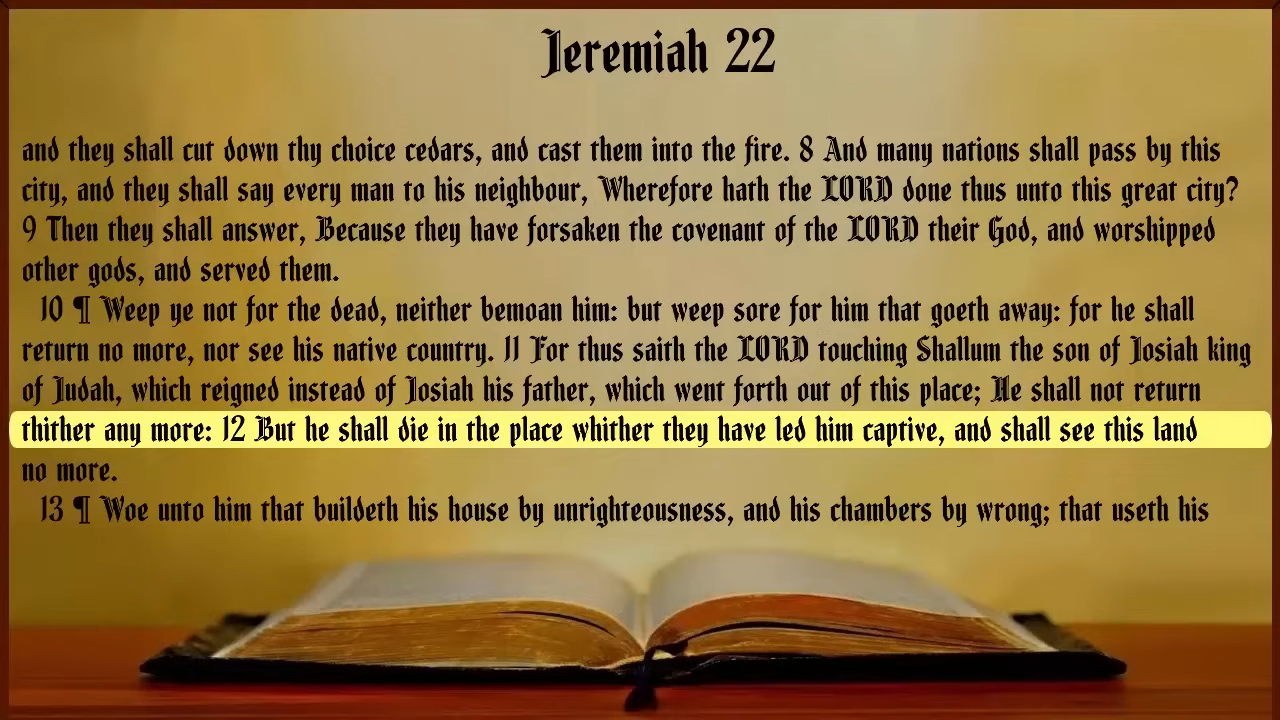 Jeremiah 22
and they shall cut down thy choice cedars, and cast them into the fire. 8 And many nations shall pass by this
city, and they shall say every man to his neighbour, Wherefore hath the LORD done thus unto this great city?
9 Then they shall answer, Because they have forsaken the covenant of the LORD their God, and worshipped
other gods, and served them.
10 ¶ Weep ye not for the dead, neither bemoan him: but weep sore for him that goeth away: for he shall
return no more, nor see his native country. 11 For thus saith the LORD touching Shallum the son of Josiah king
of Judah, which reigned instead of Josiah his father, which went forth out of this place; He shall not return
thither any more: 12 But he shall die in the place whither they have led him captive, and shall see this land
no more.
13 ¶ Woe unto him that buildeth his house by unrighteousness, and his chambers by wrong; that useth his